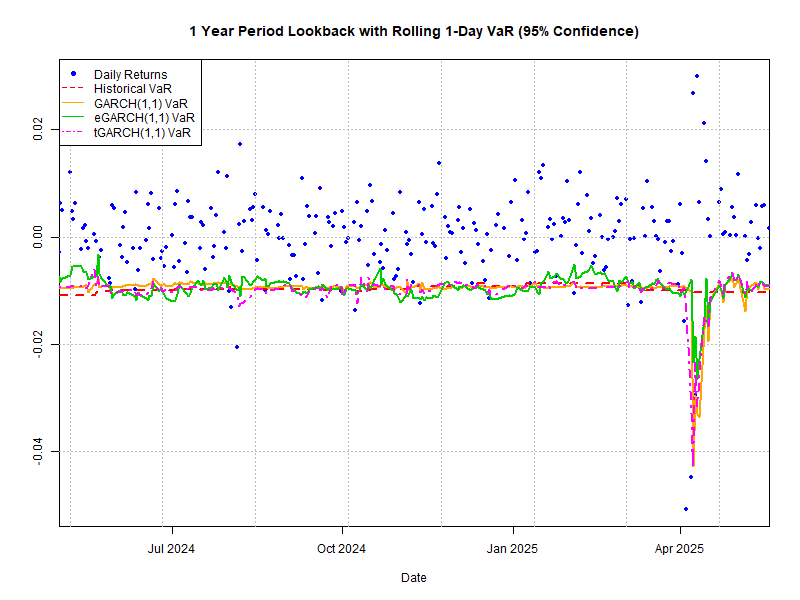 1 Year Period Lookback with Rolling 1-Day VaR (95% Confidence)
Daily Returns
Historical VaR
GARCH(1,1) VaR
eGARCH(1,1) VaR
tGARCH(1,1) VaR
0.02
0.00
-0.02
-0.04
Jul 2024
Oct 2024
Jan 2025
Apr 2025
Date